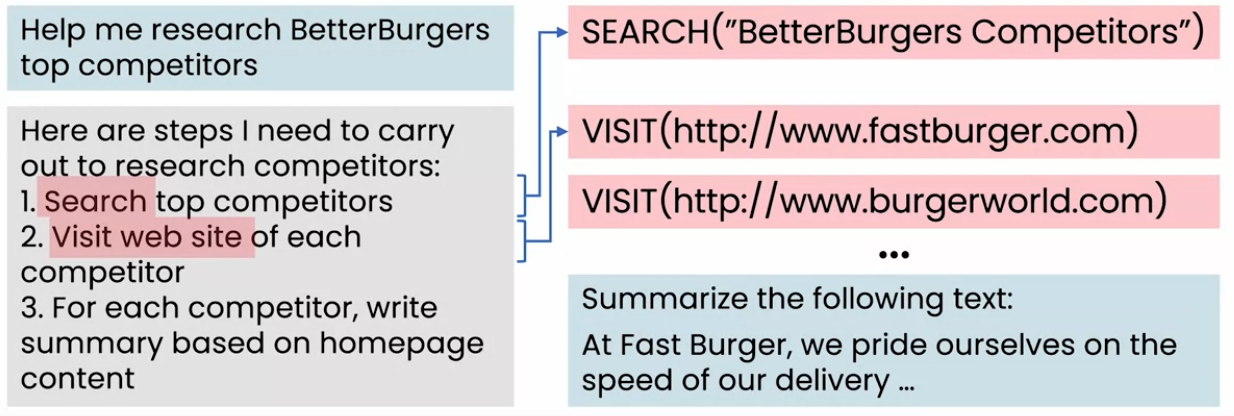 Help me research BetterBurgers
top competitors
Here are steps I need to carry
out to research competitors:
1. Search top competitors
2. Visit web site of each
competitor
3. For each competitor, write
summary based on homepage
content
SEARCH(”BetterBurgers Competitors”)
VISIT(http://www.fastburger.com)
VISIT(http://www.burgerworld.com)
...
Summarize the following text:
At Fast Burger, we pride ourselves on the
speed of our delivery ...